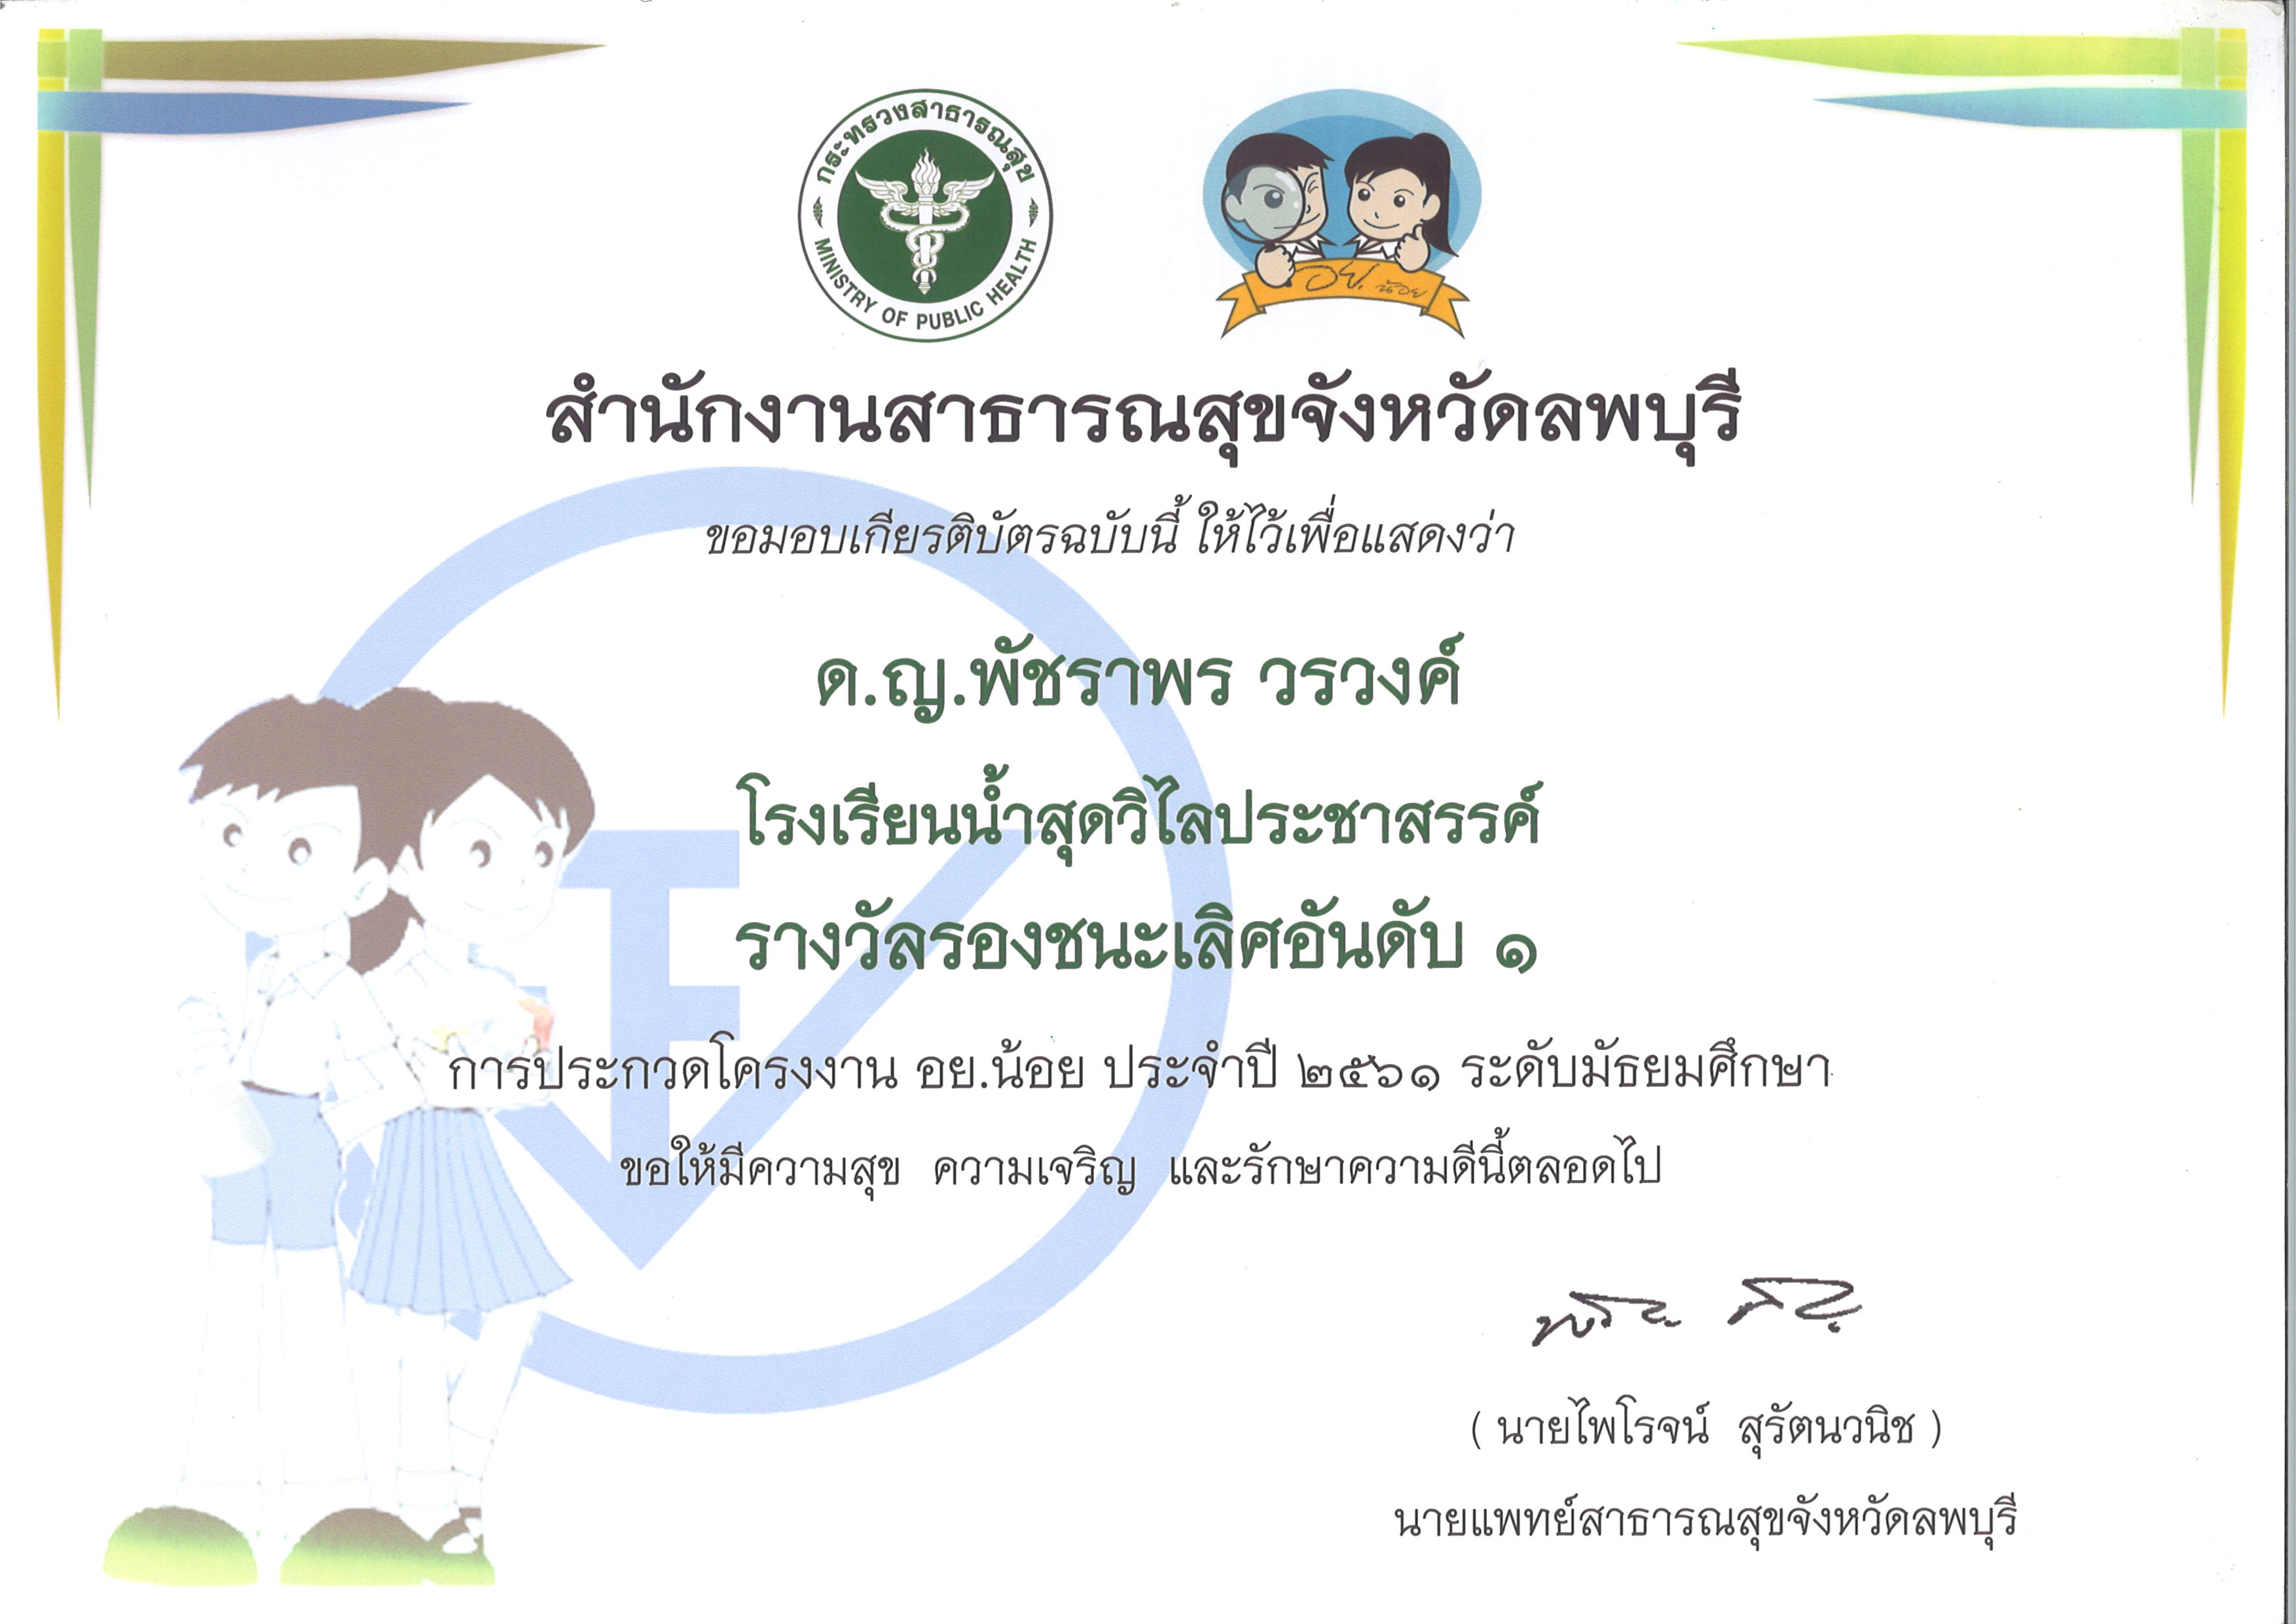 กระทรวงสาธารณสุข
MINISTRY OF PUBLIC HEALTH
อย. น้อย
สำนักงานสาธารณสุขจังหวัดลพบุรี
ขอมอบเกียรติบัตรฉบับนี้ ให้ไว้เพื่อแสดงว่า
ด.ญ.พัชราพร วรวงค์
โรงเรียนน้ำสุดวิไลประชาสรรค์
รางวัลรองชนะเลิศอันดับ ๑
การประกวดโครงงาน อย.น้อย ประจำปี ๒๕๖๑ ระดับมัธยมศึกษา
ขอให้มีความสุข ความเจริญ และรักษาความดีนี้ตลอดไป
( นายไพโรจน์ สุรัตนวนิช )
นายแพทย์สาธารณสุขจังหวัดลพบุรี